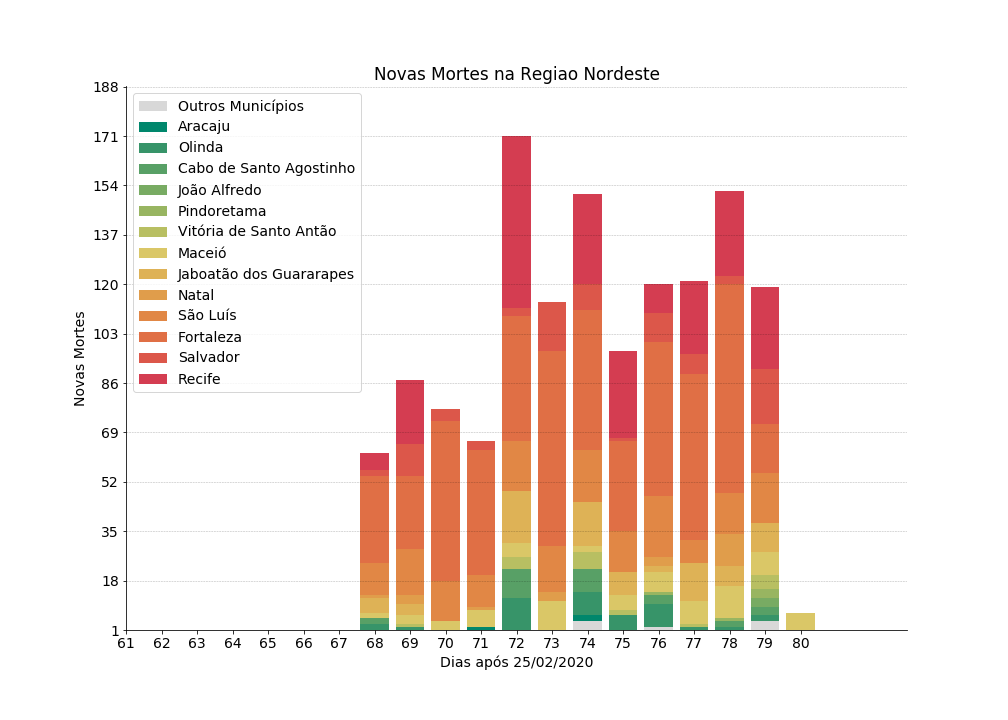 Novas Mortes na Regiao Nordeste
188
171
154
137
120
103
86
69
52
35
18
1
Novas Mortes
Outros Municípios
Aracaju
Olinda
Cabo de Santo Agostinho
João Alfredo
Pindoretama
Vitória de Santo Antão
Maceió
Jaboatão dos Guararapes
Natal
São Luís
Fortaleza
Salvador
Recife
61 62 63 64 65 66 67 68 69 70 71 72 73 74 75 76 77 78 79 80
Dias após 25/02/2020